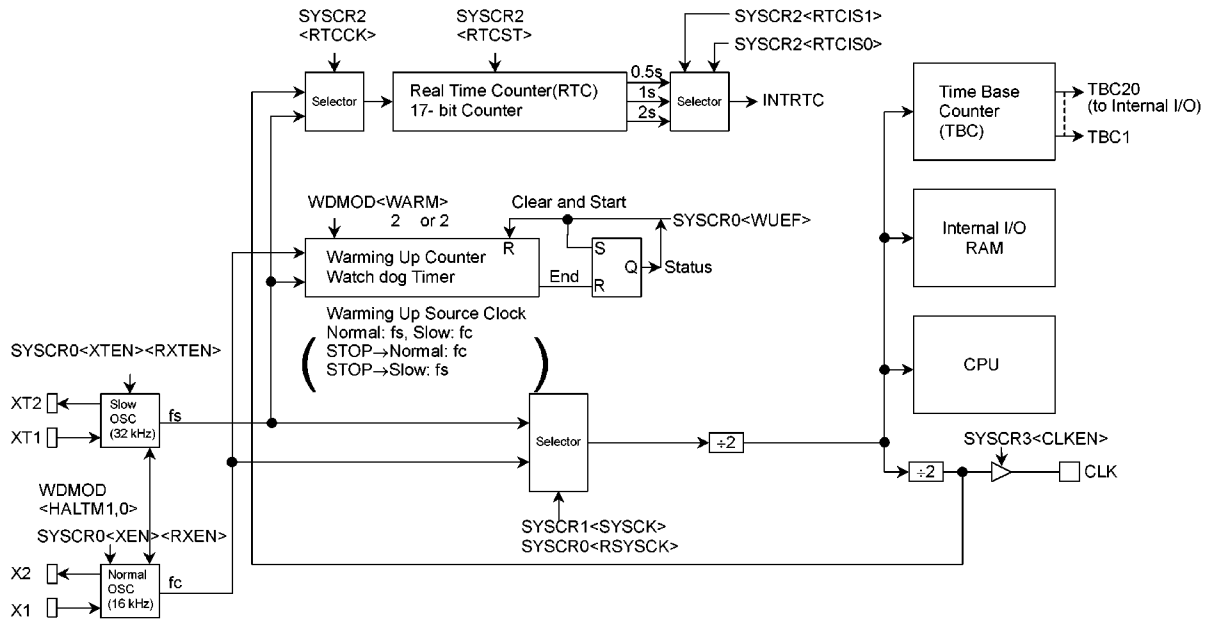 SYSCR2
<RTCCK>
SYSCR2
<RTCST>
SYSCR2<RTCIS1>
SYSCR2<RTCIS0>
Selector
Real Time Counter(RTC)
17- bit Counter
0.5s
1s
2s
Selector
INTRTC
Time Base
Counter
(TBC)
TBC20
(to Internal I/O)
TBC1
WDMOD<WARM>
2 or 2
Clear and Start
SYSCR0<WUEF>
R
Warming Up Counter
Watch dog Timer
End
S
Q
R
Status
Internal I/O
RAM
Warming Up Source Clock
Normal: fs, Slow: fc
STOP→Normal: fc
STOP→Slow: fs
CPU
SYSCR0<XTEN><RXTEN>
XT2
XT1
Slow
OSC
(32 kHz)
fs
Selector
÷2
SYSCR3<CLKEN>
÷2
CLK
WDMOD
<HALTM1,0>
SYSCR0<XEN><RXEN>
SYSCR1<SYSCK>
SYSCR0<RSYSCK>
X2
X1
Normal
OSC
(16 kHz)
fc